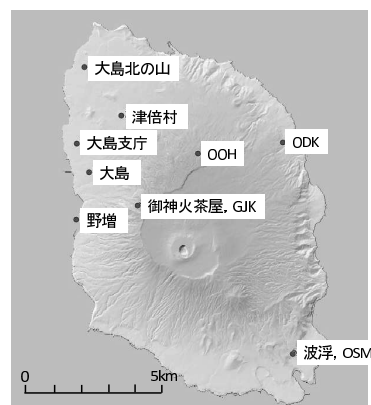 大島北の山
津倍村
大島支庁
ODK
OOH
大島
御神火茶屋, GJK
野増
波浮, OSM
0 5km